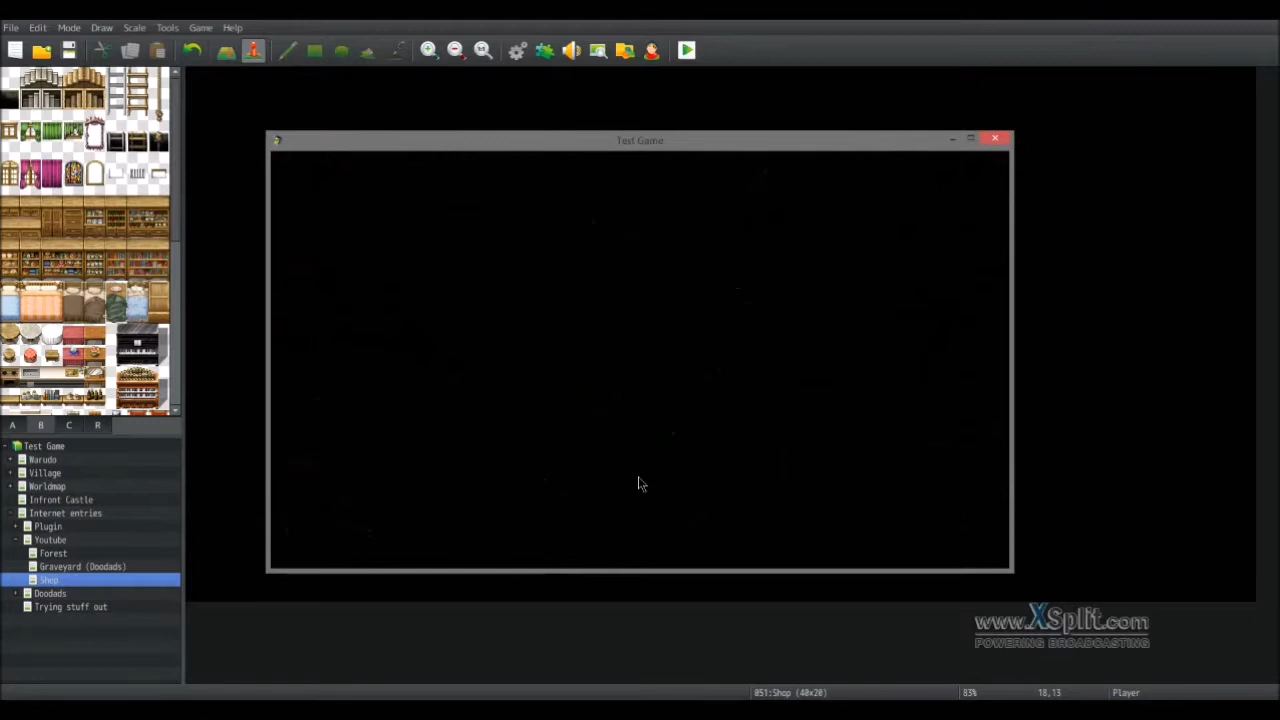 File Edit Mode Draw Scale Tools Game Help
Test Game
A B C R
Test Game
Warudo
Village
Worldmap
Infront Castle
Internet entries
Plugin
Youtube
Forest
Graveyard (Doodads)
Shop
Doodads
Trying stuff out
www.XSplit.com
POWERING BROADCASTING
051:Shop (40x20) 83% 18,13 Player